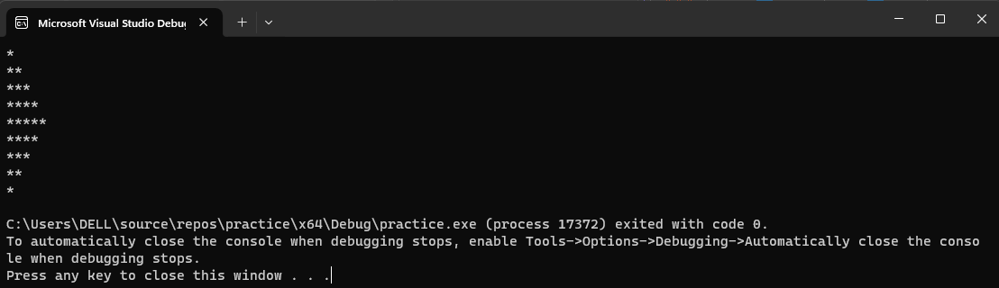 Microsoft Visual Studio Debu
*
**
***
****
*****
****
***
**
*
C:\Users\DELL\source\repos\practice\x64\Debug\practice.exe (process 17372) exited with code 0.
To automatically close the console when debugging stops, enable Tools->Options->Debugging->Automatically close the conso
le when debugging stops.
Press any key to close this window . . .